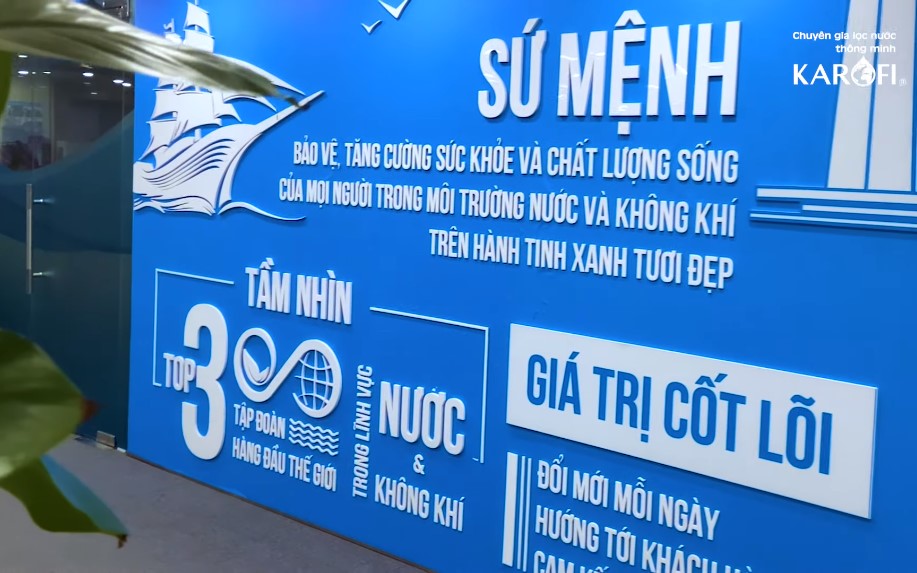 Chuyên gia lọc nước
thông minh
KAROFI
SỨ MỆNH
BẢO VỆ, TĂNG CƯỜNG SỨC KHỎE VÀ CHẤT LƯỢNG SỐNG
CỦA MỌI NGƯỜI TRONG MÔI TRƯỜNG NƯỚC VÀ KHÔNG KHÍ
TRÊN HÀNH TINH XANH TƯƠI ĐẸP
TẦM NHÌN
TOP 3
TẬP ĐOÀN
HÀNG ĐẦU THẾ GIỚI
TRONG LĨNH VỰC
NƯỚC
&
KHÔNG KHÍ
GIÁ TRỊ CỐT LÕI
ĐỔI MỚI MỖI NGÀY
HƯỚNG TỚI KHÁCH